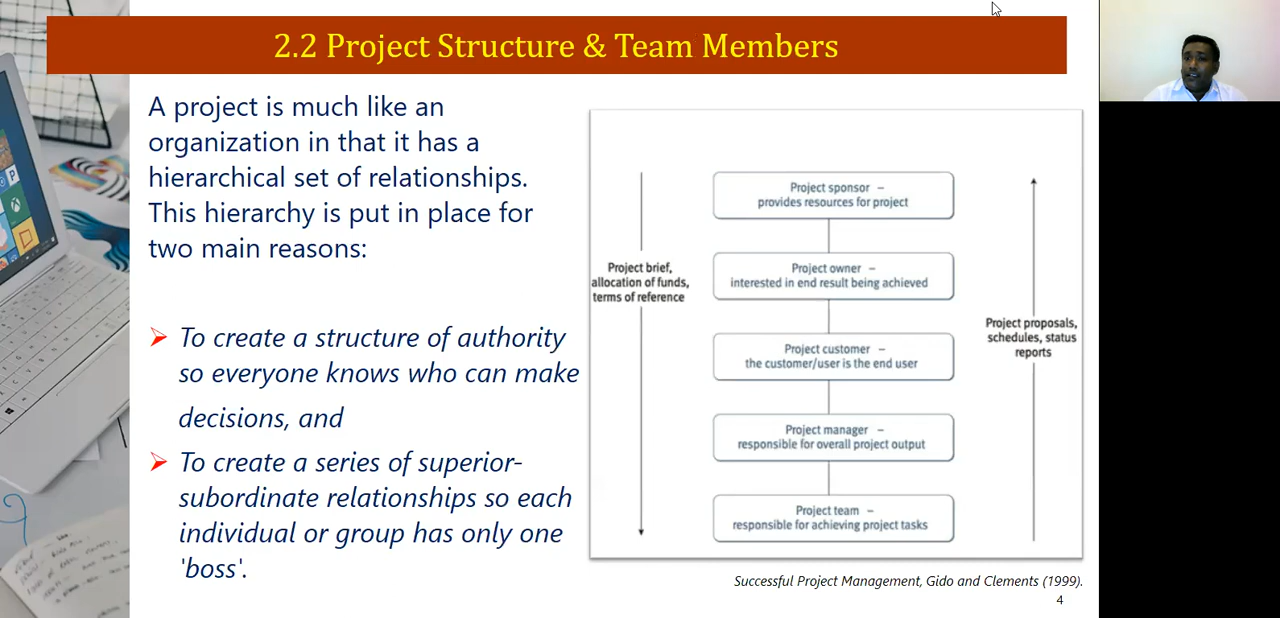 2.2 Project Structure & Team Members
A project is much like an
organization in that it has a
hierarchical set of relationships.
This hierarchy is put in place for
two main reasons:
To create a structure of authority
so everyone knows who can make
decisions, and
To create a series of superior-
subordinate relationships so each
individual or group has only one
'boss'.
Project brief,
allocation of funds,
terms of reference
Project sponsor –
provides resources for project
Project owner –
interested in end result being achieved
Project customer –
the customer/user is the end user
Project manager –
responsible for overall project output
Project team –
responsible for achieving project tasks
Project proposals,
schedules, status
reports
Successful Project Management, Gido and Clements (1999).
4